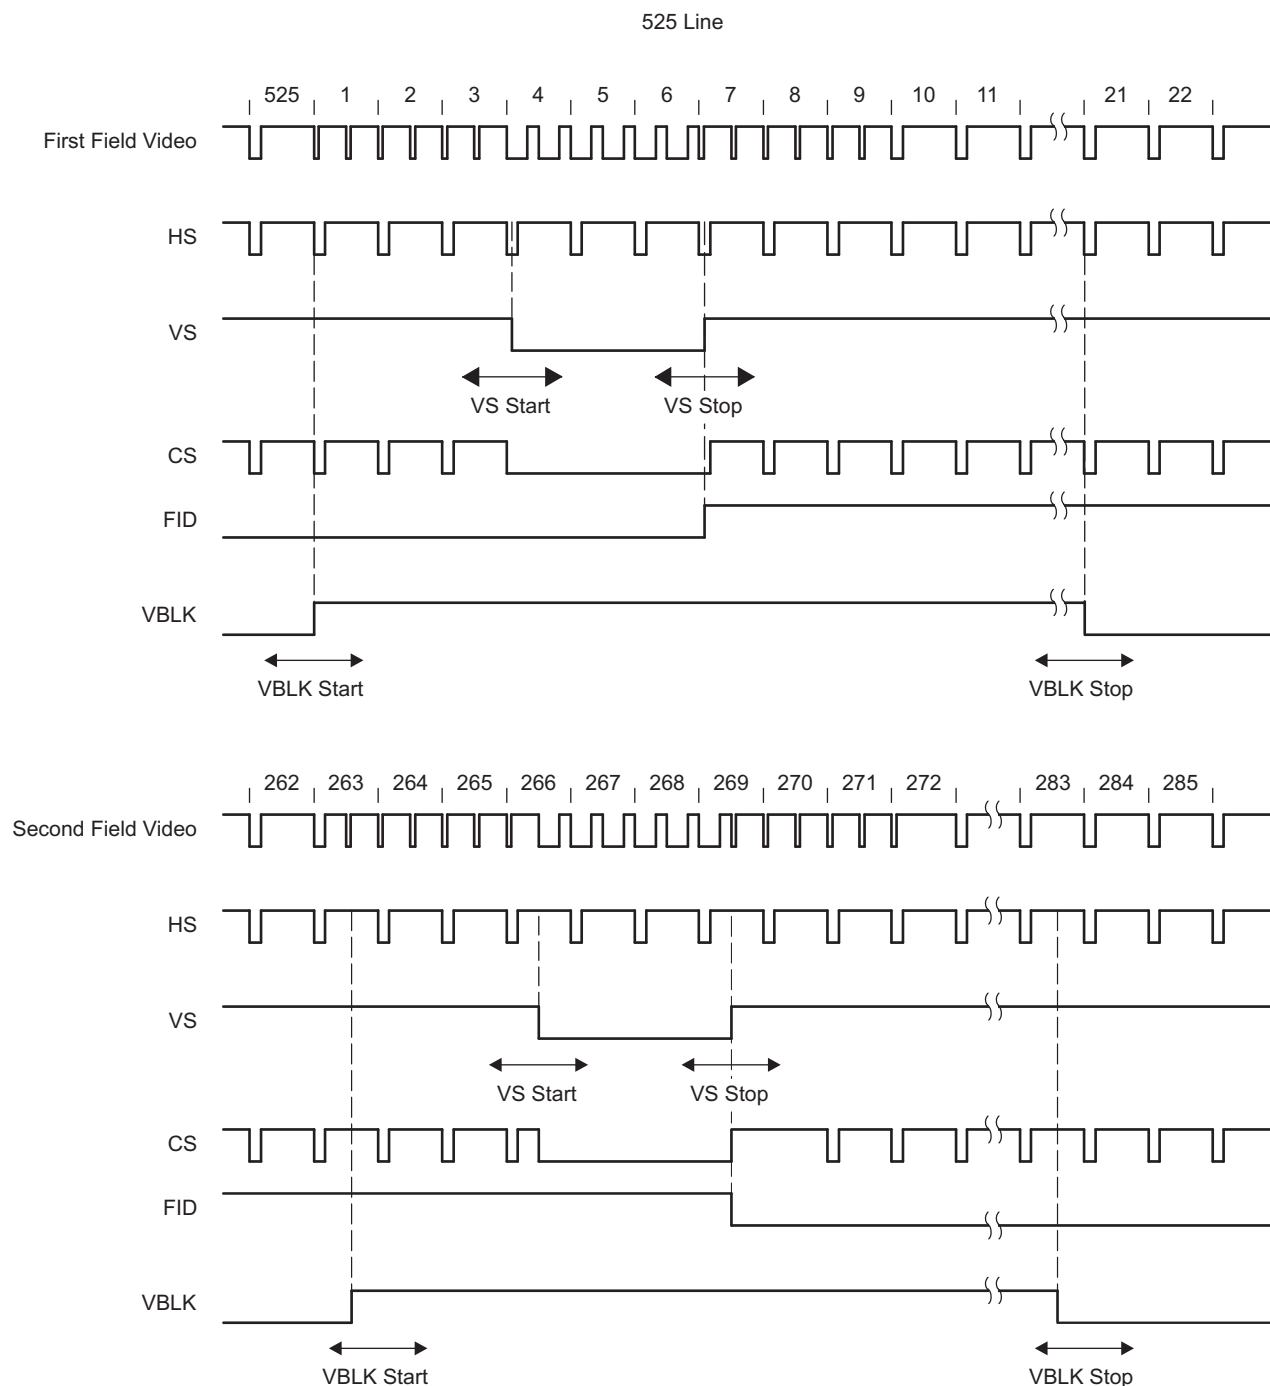 525 Line
525 1 2 3 4 5 6 7 8 9 10 11 21 22
First Field Video
HS
VS
VS Start VS Stop
CS
FID
VBLK
VBLK Start VBLK Stop
262 263 264 265 266 267 268 269 270 271 272 283 284 285
Second Field Video
HS
VS
VS Start VS Stop
CS
FID
VBLK
VBLK Start VBLK Stop